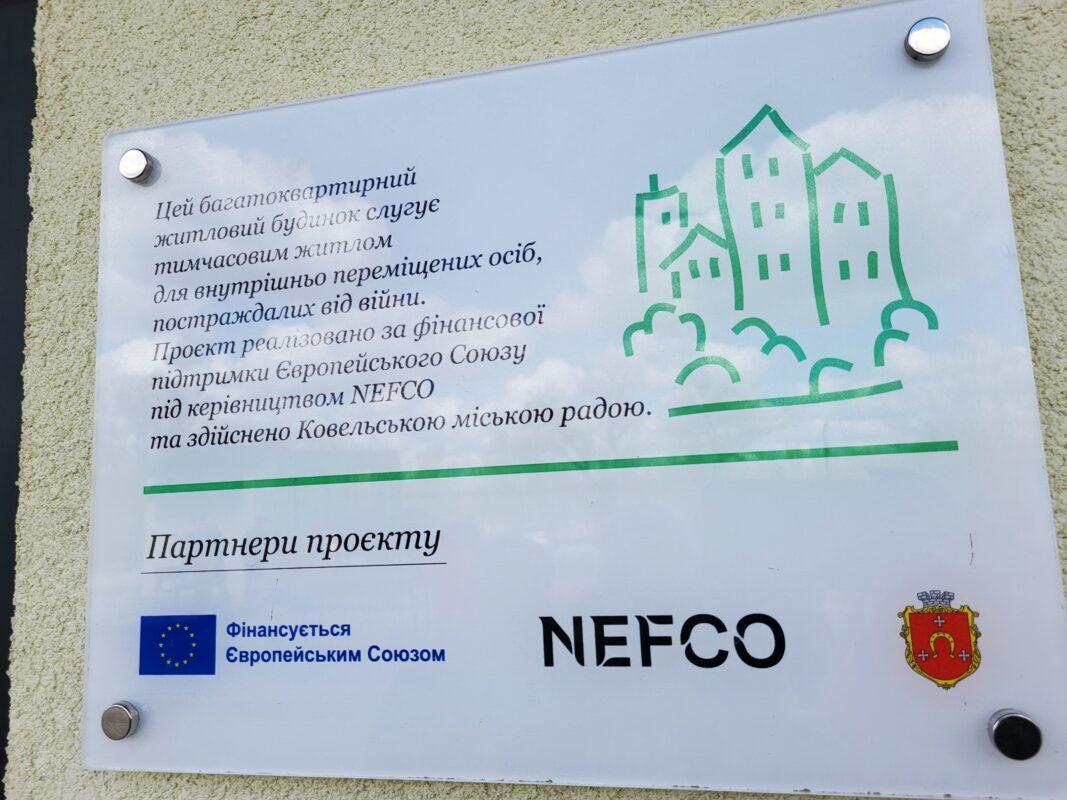 Цей багатоквартирний
житловий будинок слугує
тимчасовим житлом
для внутрішньо переміщених осіб,
постраждалих від війни.
Проєкт реалізовано за фінансової
підтримки Європейського Союзу
під керівництвом NEFCO
та здійснено Ковельською міською радою.
Партнери проєкту
Фінансується
Європейським Союзом
NEFCO